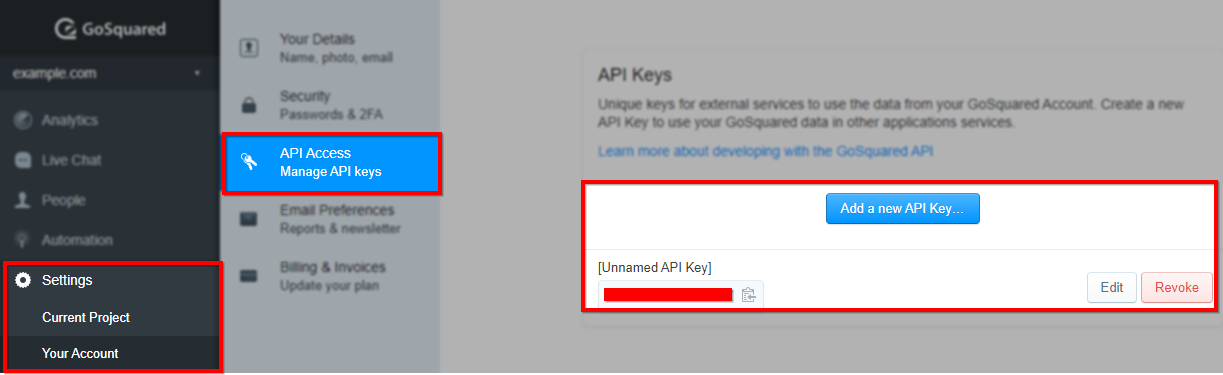 GoSquared
example.com
Analytics
Live Chat
People
Automation
Settings
Current Project
Your Account
Your Details
Name, photo, email
Security
Passwords & 2FA
API Access
Manage API keys
Email Preferences
Reports & newsletter
Billing & Invoices
Update your plan
API Keys
Unique keys for external services to use the data from your GoSquared Account. Create a new
API Key to use your GoSquared data in other applications services.
Learn more about developing with the GoSquared API
Add a new API Key...
[Unnamed API Key]
Edit
Revoke